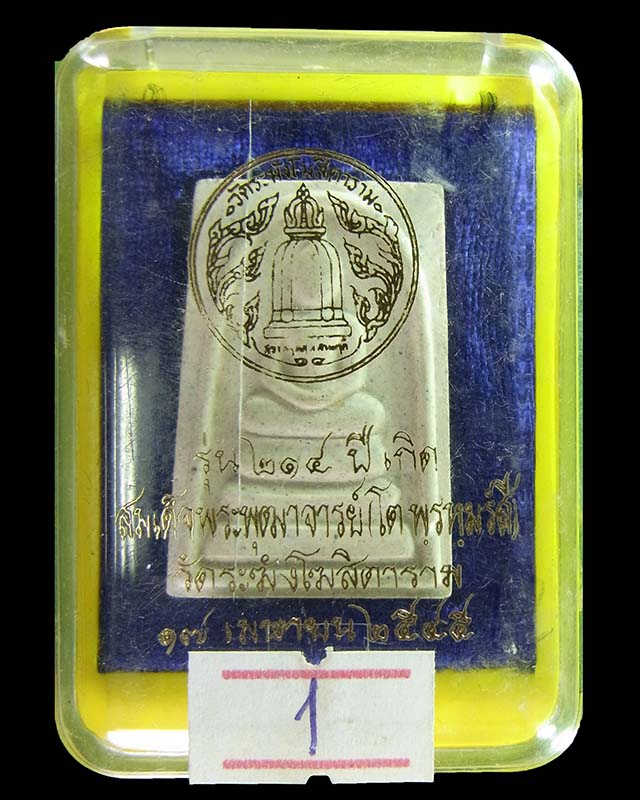 วัดระฆังโฆสิตาราม
รุ่น ๒๑๔ ปี เกิด
สมเด็จพระพุฒาจารย์ (โต พฺรหฺมรํสี)
วัดระฆังโฆสิตาราม
๑๗ เมษายน ๒๕๔๕
1